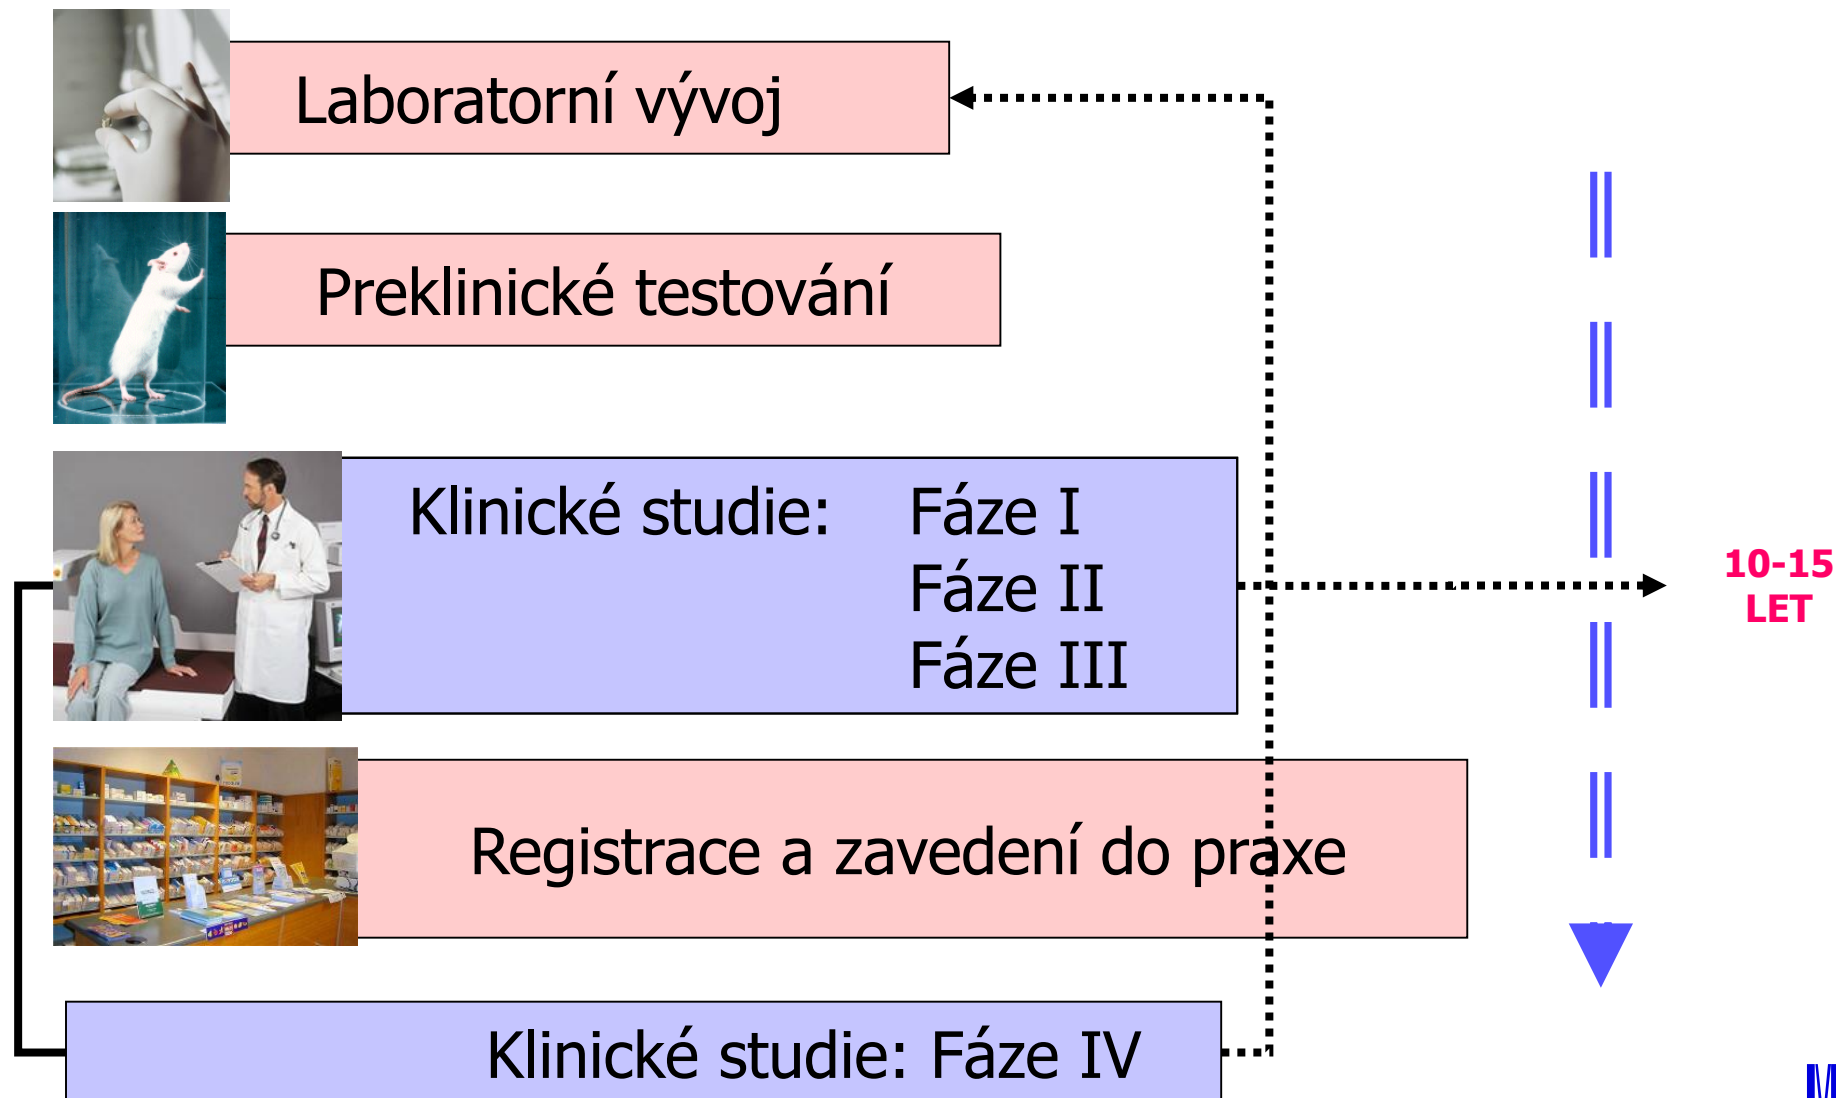 Laboratorní vývoj
Preklinické testování
Klinické studie: Fáze I
Fáze II
Fáze III
10-15
LET
Registrace a zavedení do praxe
Klinické studie: Fáze IV